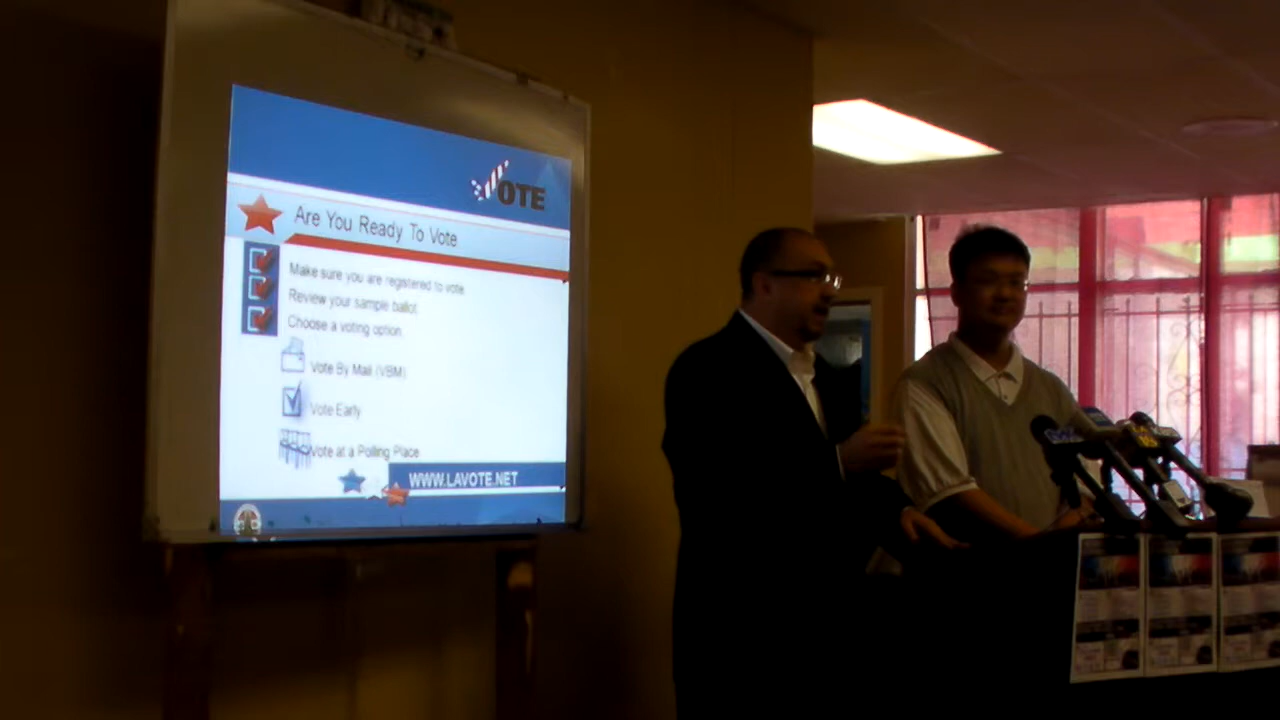 VOTE
Are You Ready To Vote
Make sure you are registered to vote.
Review your sample ballot.
Choose a voting option.
Vote By Mail (VBM)
Vote Early
Vote at a Polling Place
WWW.LAVOTE.NET